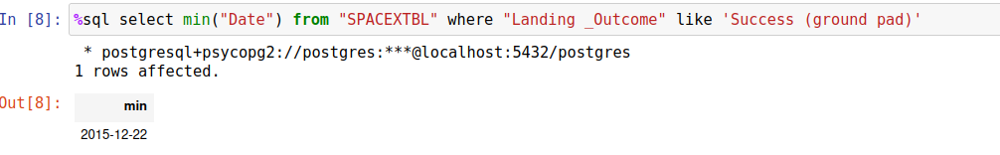 In [8]: %sql select min("Date") from "SPACEXTBL" where "Landing _Outcome" like 'Success (ground pad)'
* postgresql+psycopg2://postgres:***@localhost:5432/postgres
1 rows affected.
Out[8]: min
2015-12-22